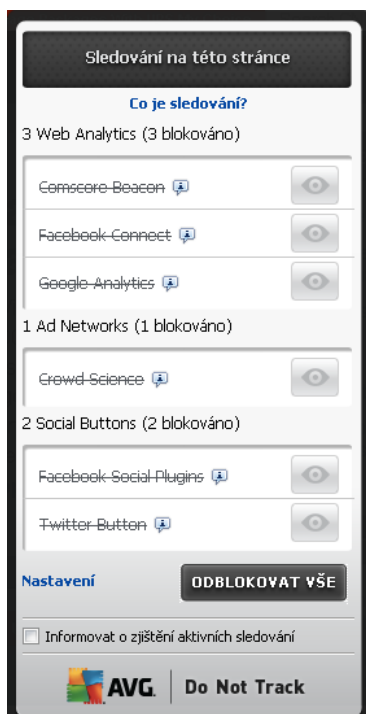 Sledování na této stránce
Co je sledování?
3 Web Analytics (3 blokováno)
Comscore Beacon
Facebook Connect
Google Analytics
1 Ad Networks (1 blokováno)
Crowd Science
2 Social Buttons (2 blokováno)
Facebook Social Plugins
Twitter Button
Nastavení ODBLOKOVAT VŠE
Informovat o zjištění aktivních sledování
AVG. Do Not Track